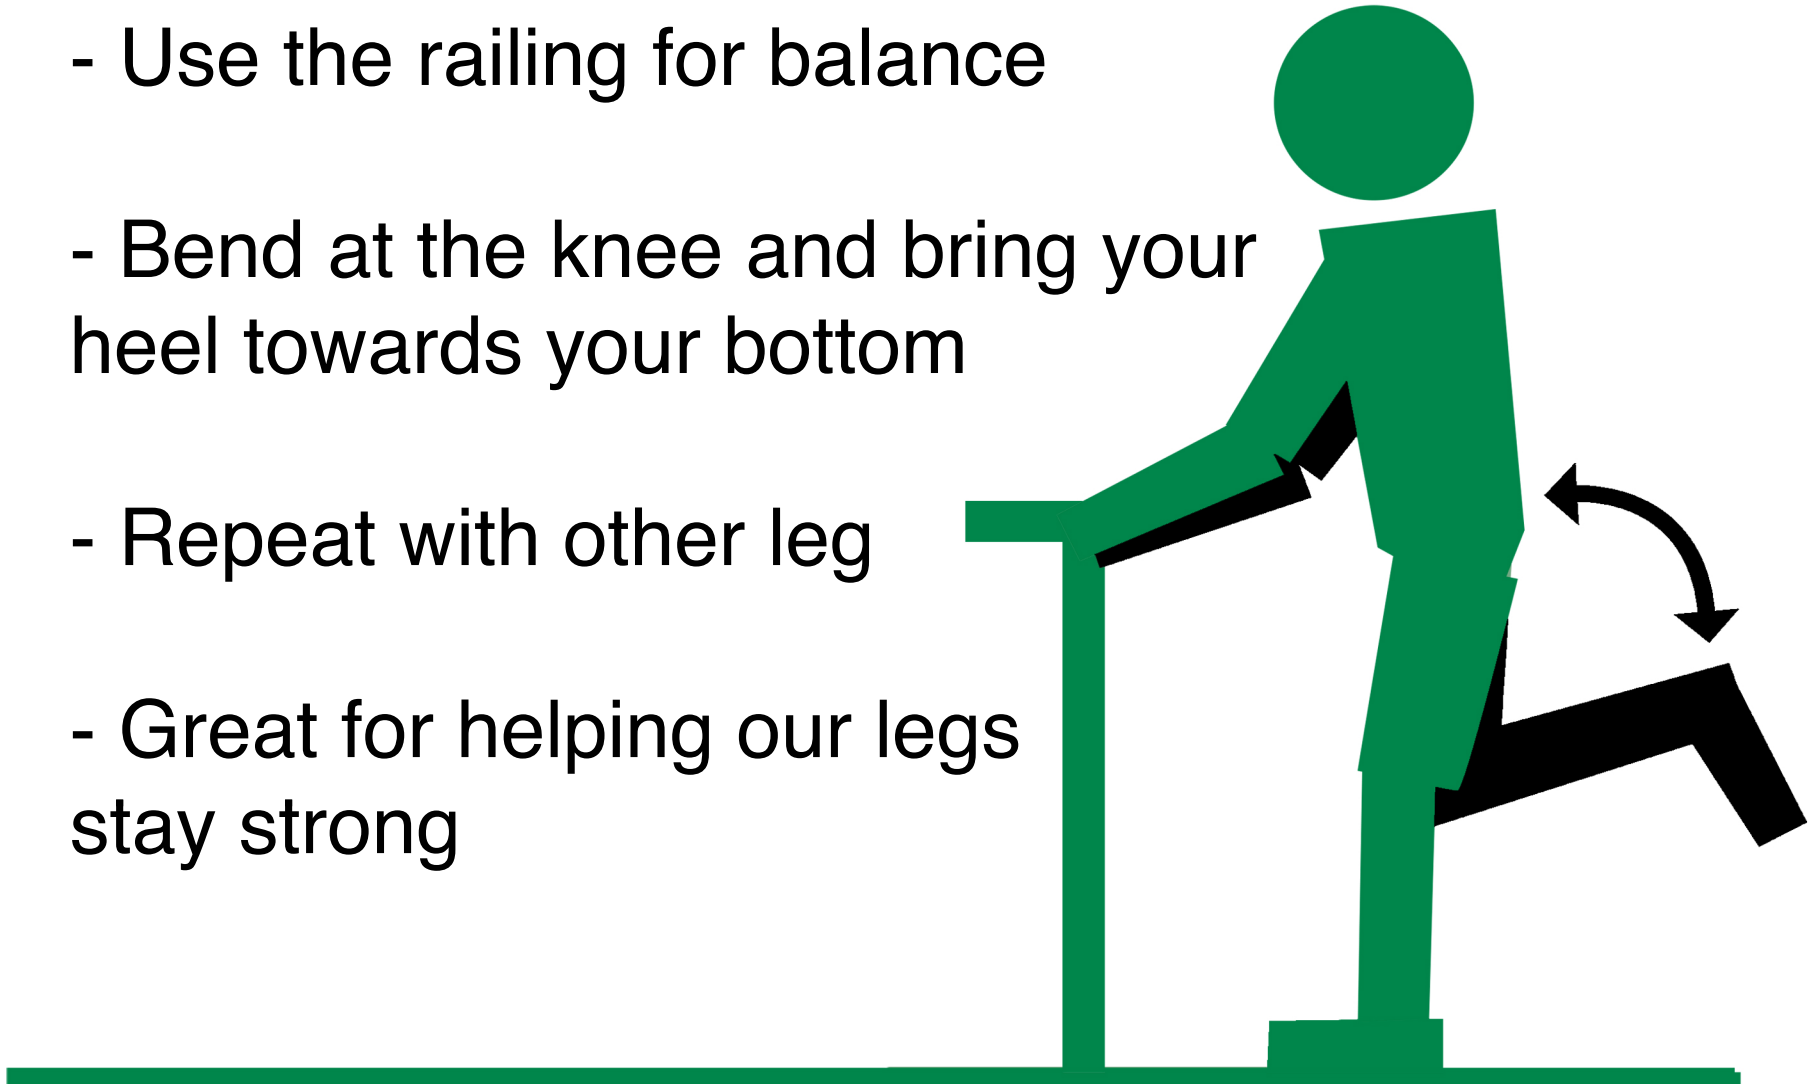 - Use the railing for balance
- Bend at the knee and bring your
heel towards your bottom
- Repeat with other leg
- Great for helping our legs
stay strong